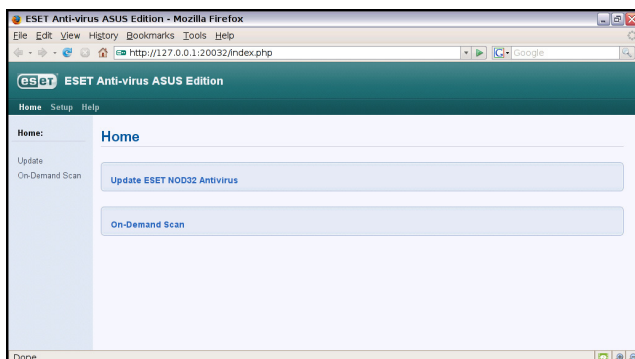 ESET Anti-virus ASUS Edition - Mozilla Firefox
File Edit View History Bookmarks Tools Help
http://127.0.0.1:20032/index.php
Google
eseT ESET Anti-virus ASUS Edition
Home Setup Help
Home:
Update
On-Demand Scan
Home
Update ESET NOD32 Antivirus
On-Demand Scan
Done